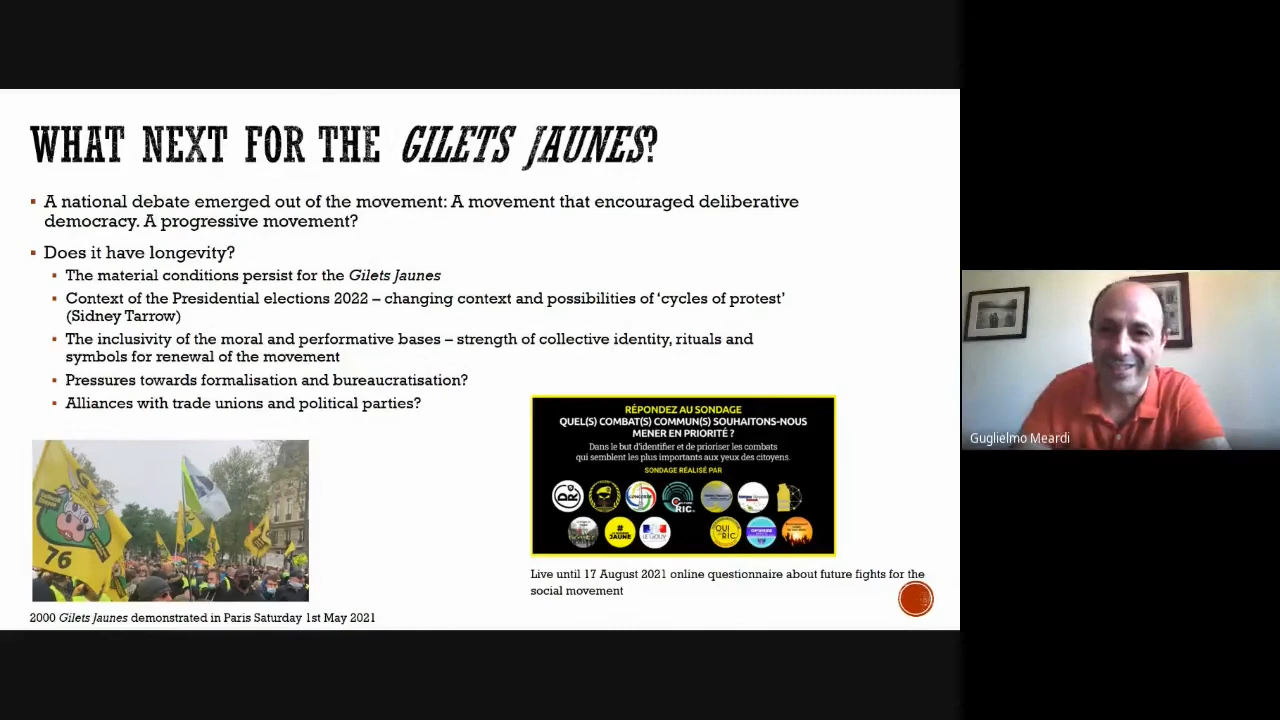 WHAT NEXT FOR THE GILETS JAUNES?
A national debate emerged out of the movement: A movement that encouraged deliberative
democracy. A progressive movement?
Does it have longevity?
The material conditions persist for the Gilets Jaunes
Context of the Presidential elections 2022 – changing context and possibilities of ‘cycles of protest’
(Sidney Tarrow)
The inclusivity of the moral and performative bases – strength of collective identity, rituals and
symbols for renewal of the movement
Pressures towards formalisation and bureaucratisation?
Alliances with trade unions and political parties?
76
2000 Gilets Jaunes demonstrated in Paris Saturday 1st May 2021
RÉPONDEZ AU SONDAGE
QUEL(S) COMBAT(S) COMMUN(S) SOUHAITONS-NOUS
MENER EN PRIORITÉ ?
Dans le but d'identifier et de prioriser les combats
qui semblent les plus importants aux yeux des citoyens.
SONDAGE RÉALISÉ PAR
RIC
JAUNE
LE GOUV
OUI
RIC
Live until 17 August 2021 online questionnaire about future fights for the
social movement
Guglielmo Meardi